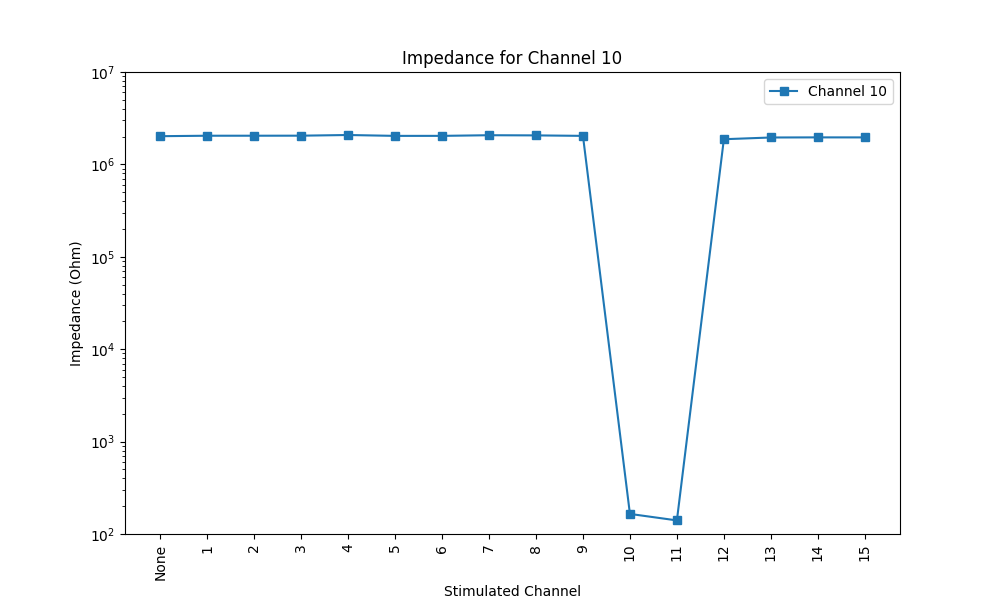 Impedance for Channel 10
Channel 10
Impedance (Ohm)
10⁷
10⁶
10⁵
10⁴
10³
10²
None 1 2 3 4 5 6 7 8 9 10 11 12 13 14 15
Stimulated Channel